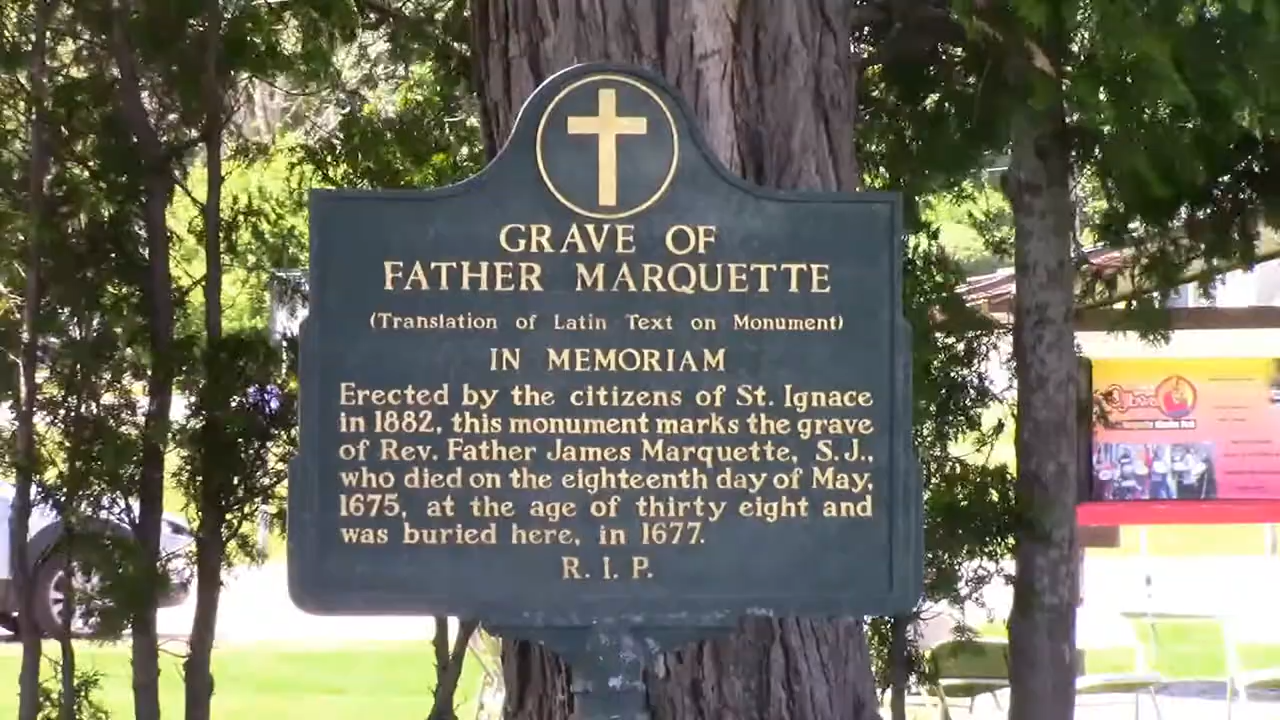 GRAVE OF
FATHER MARQUETTE
(Translation of Latin Text on Monument)
IN MEMORIAM
Erected by the citizens of St. Ignace
in 1882, this monument marks the grave
of Rev. Father James Marquette, S.J.,
who died on the eighteenth day of May,
1675, at the age of thirty eight and
was buried here, in 1677.
R. I. P.